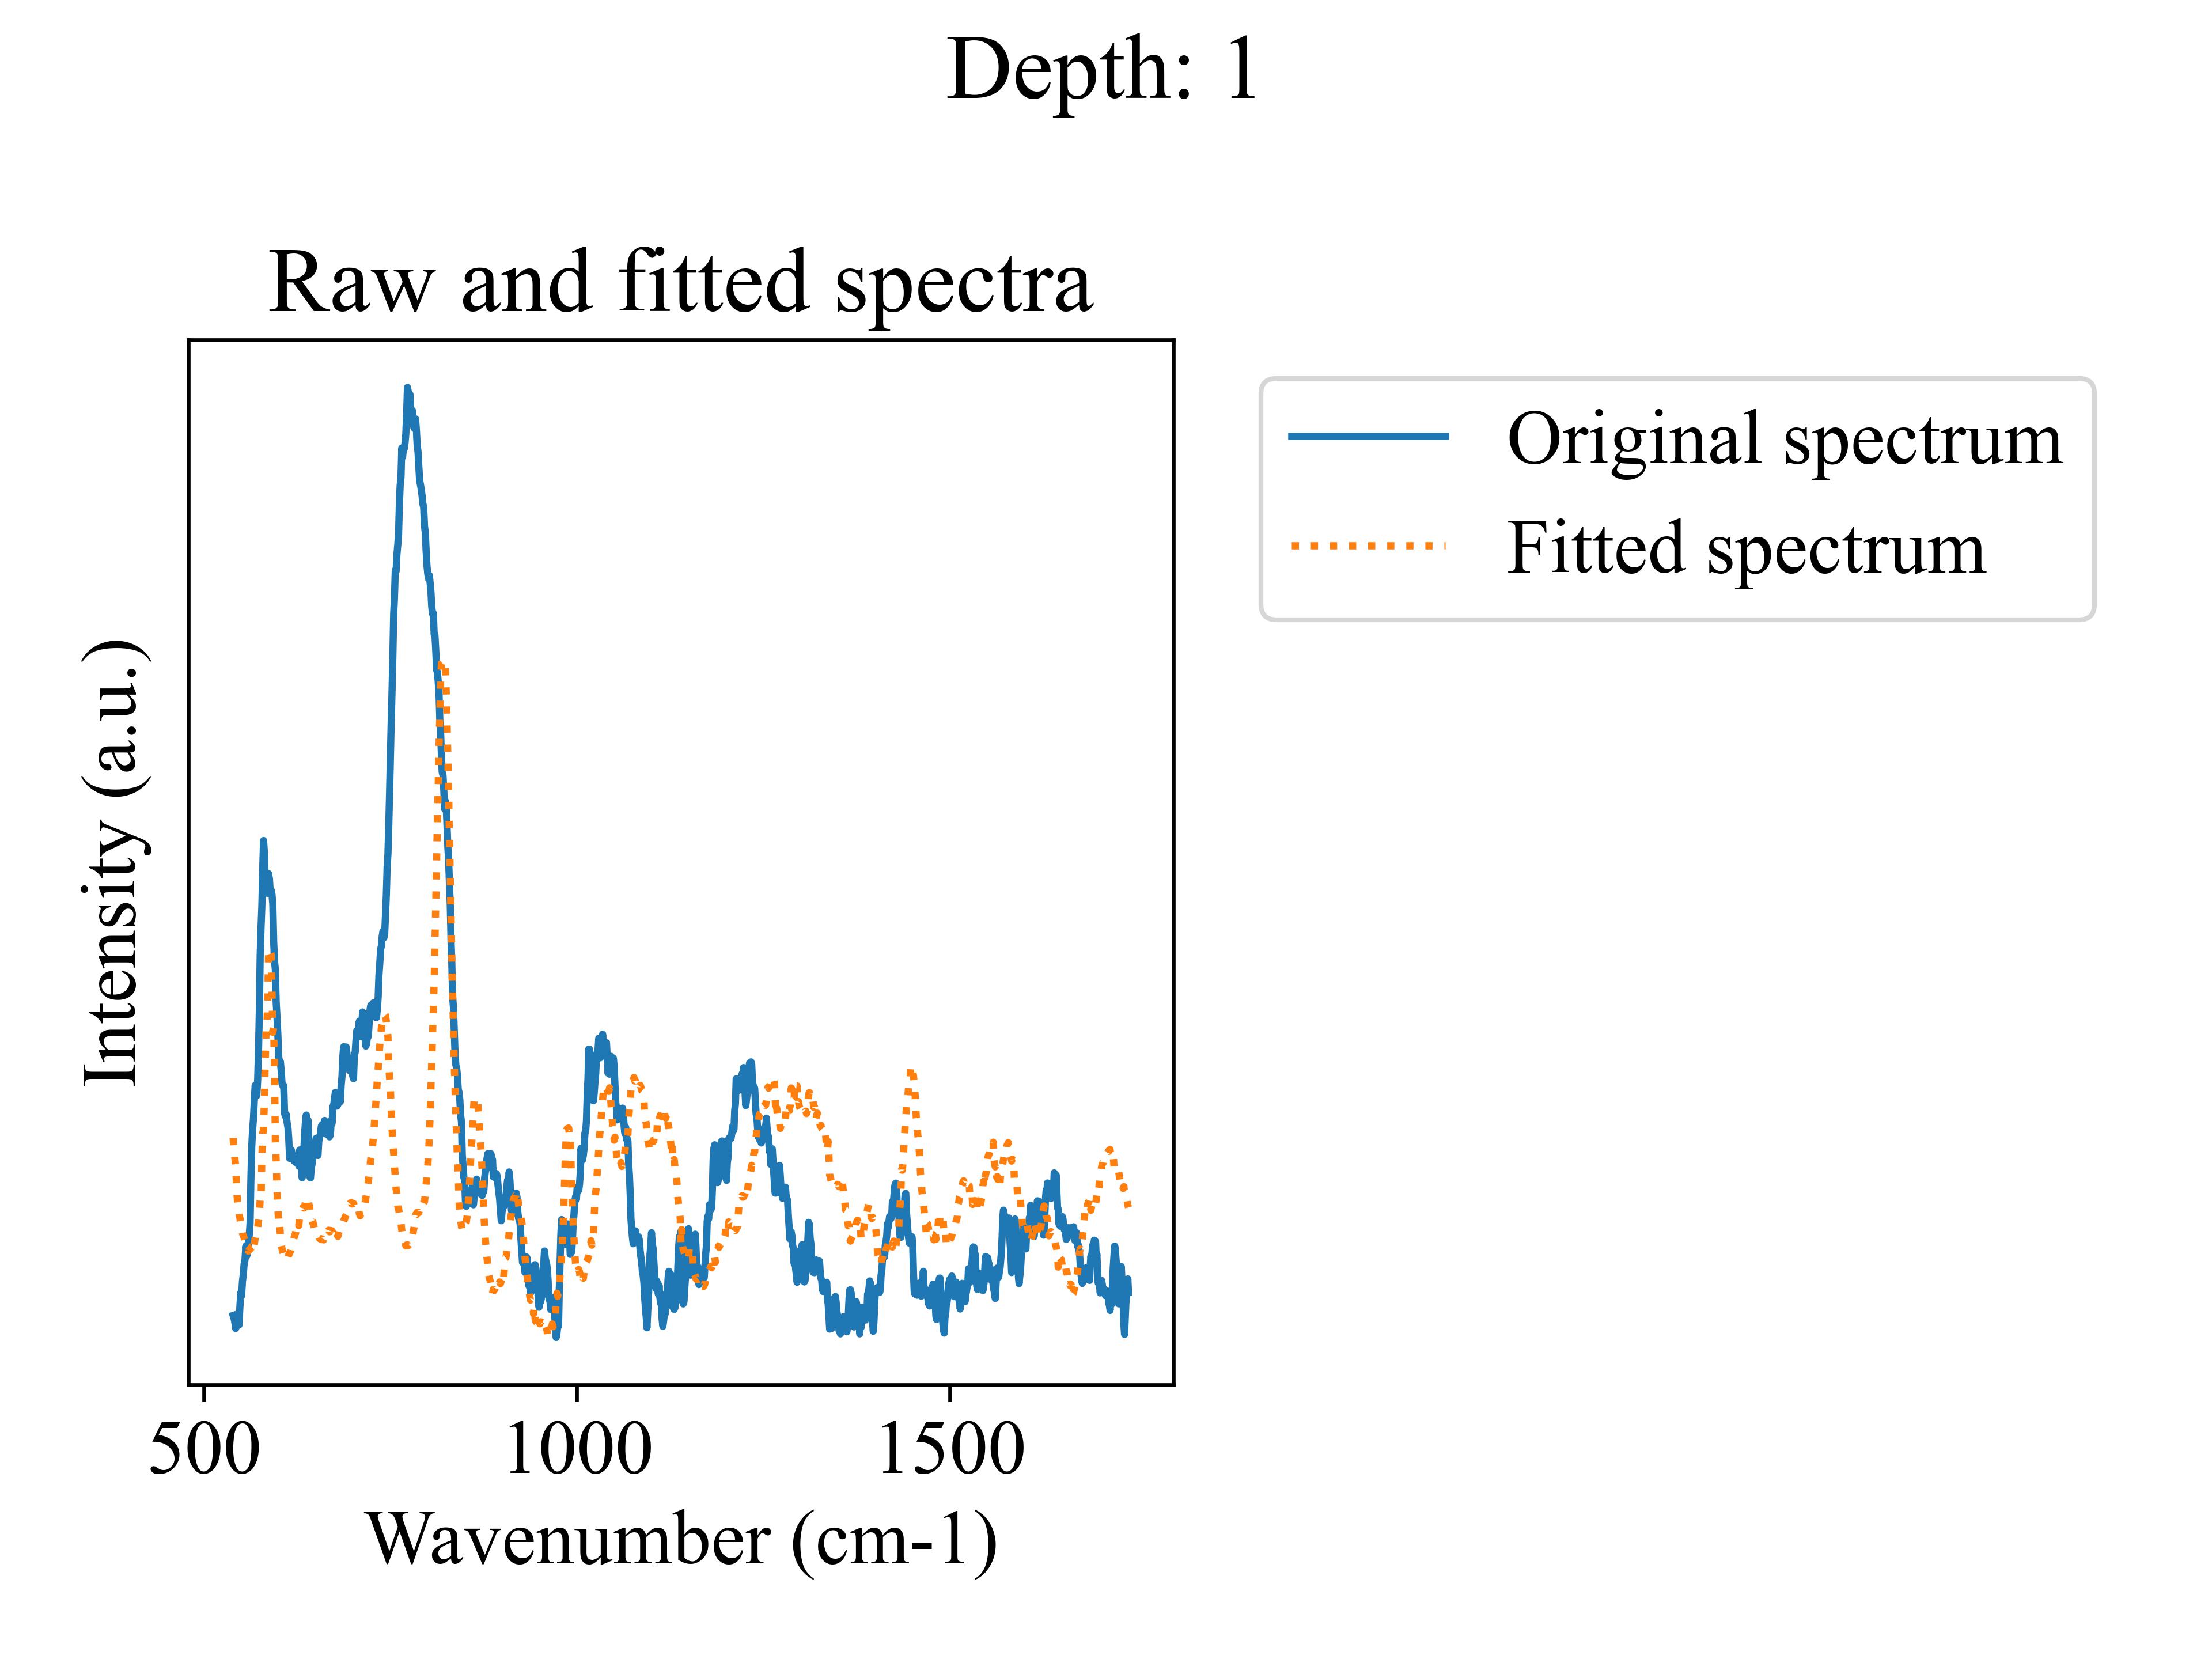 Depth: 1
Raw and fitted spectra
Original spectrum
Fitted spectrum
Intensity (a.u.)
500 1000 1500
Wavenumber (cm-1)